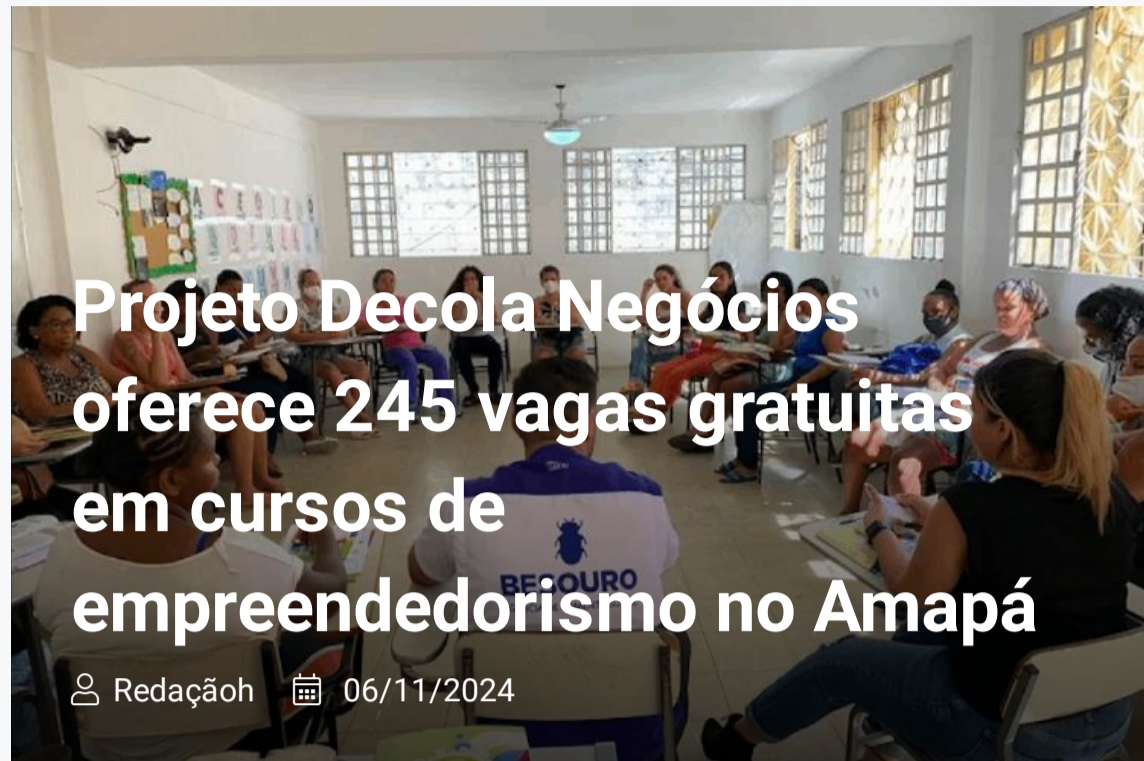 Projeto Decola Negócios
oferece 245 vagas gratuitas
em cursos de
BESOURO
empreendedorismo no Amapá
Redaçãoh 06/11/2024